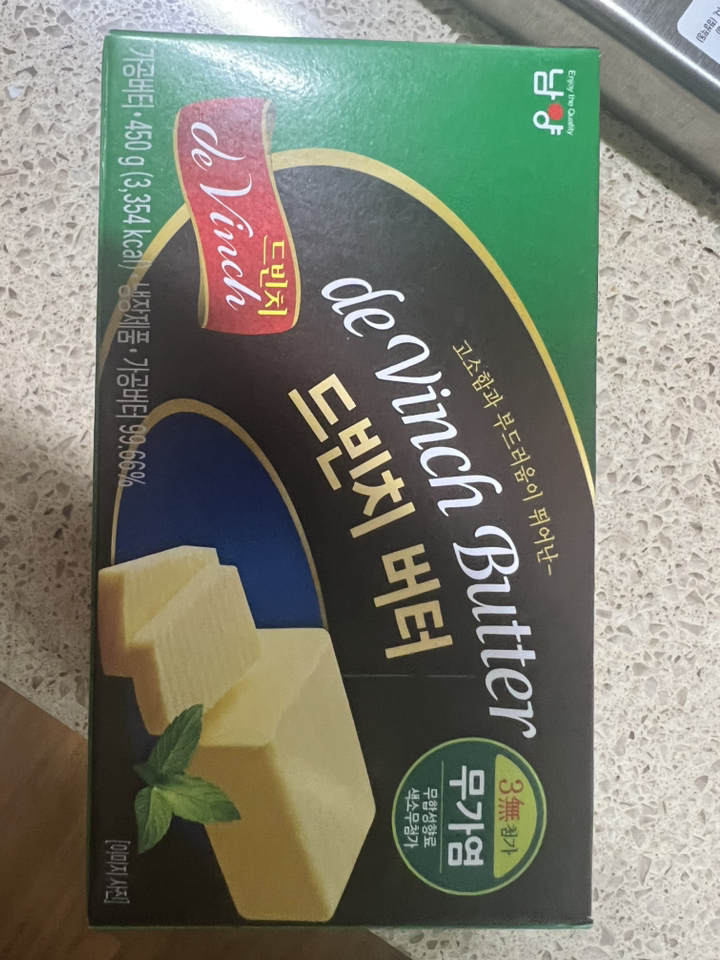 남양
Enjoy the Quality
드빈치
de Vinch
고소함과 부드러움이 뛰어난~
de Vinch Butter
드빈치 버터
3無첨가
무가염
무합성향료
색소무첨가
가공버터 • 450 g (3,354 kcal) • 냉장제품 • 가공버터 99.66%
[이미지 사진]